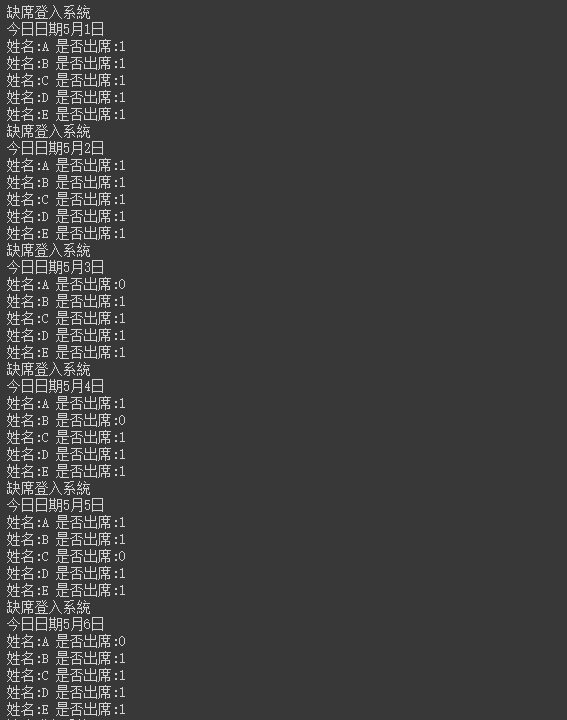 缺席登入系統
今日日期5月1日
姓名:A 是否出席:1
姓名:B 是否出席:1
姓名:C 是否出席:1
姓名:D 是否出席:1
姓名:E 是否出席:1
缺席登入系統
今日日期5月2日
姓名:A 是否出席:1
姓名:B 是否出席:1
姓名:C 是否出席:1
姓名:D 是否出席:1
姓名:E 是否出席:1
缺席登入系統
今日日期5月3日
姓名:A 是否出席:0
姓名:B 是否出席:1
姓名:C 是否出席:1
姓名:D 是否出席:1
姓名:E 是否出席:1
缺席登入系統
今日日期5月4日
姓名:A 是否出席:1
姓名:B 是否出席:0
姓名:C 是否出席:1
姓名:D 是否出席:1
姓名:E 是否出席:1
缺席登入系統
今日日期5月5日
姓名:A 是否出席:1
姓名:B 是否出席:1
姓名:C 是否出席:0
姓名:D 是否出席:1
姓名:E 是否出席:1
缺席登入系統
今日日期5月6日
姓名:A 是否出席:0
姓名:B 是否出席:1
姓名:C 是否出席:1
姓名:D 是否出席:1
姓名:E 是否出席:1